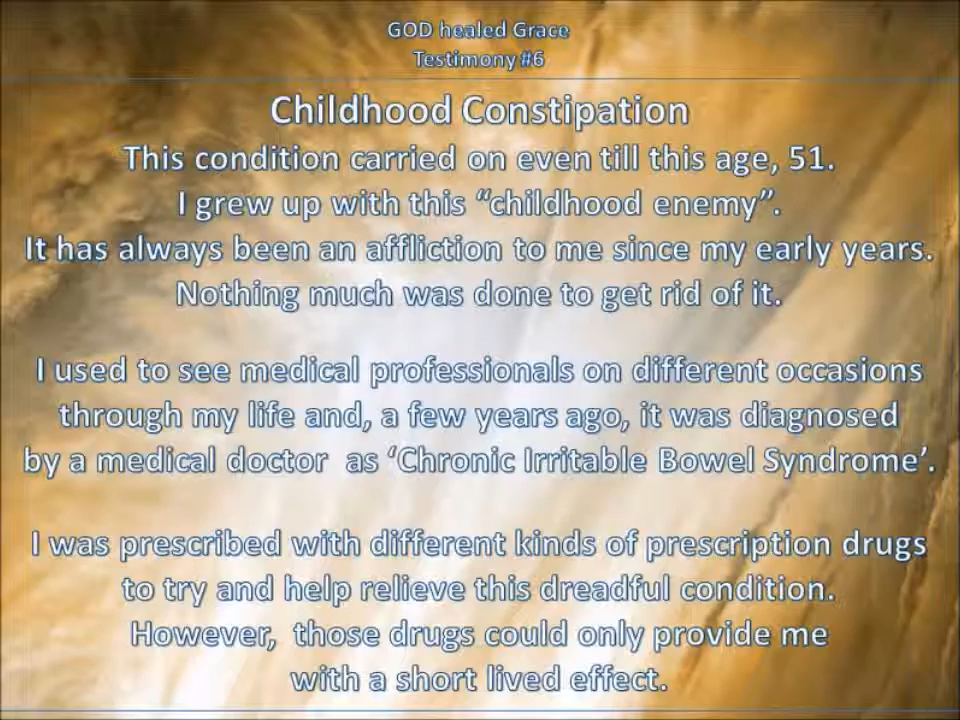 GOD healed Grace
Testimony #6
Childhood Constipation
This condition carried on even till this age, 51.
I grew up with this “childhood enemy”.
It has always been an affliction to me since my early years.
Nothing much was done to get rid of it.
I used to see medical professionals on different occasions
through my life and, a few years ago, it was diagnosed
by a medical doctor as ‘Chronic Irritable Bowel Syndrome’.
I was prescribed with different kinds of prescription drugs
to try and help relieve this dreadful condition.
However, those drugs could only provide me
with a short lived effect.